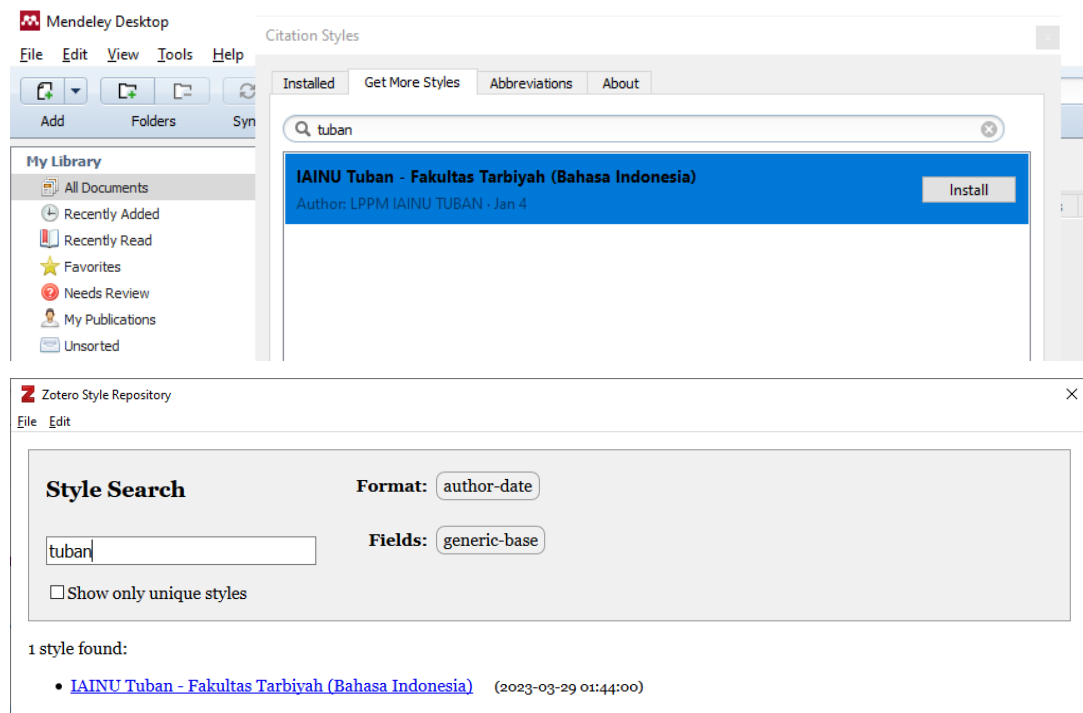 Mendeley Desktop
File Edit View Tools Help
Add Folders Syn
My Library
All Documents
Recently Added
Recently Read
Favorites
Needs Review
My Publications
Unsorted
Citation Styles
Installed Get More Styles Abbreviations About
tuban
IAINU Tuban - Fakultas Tarbiyah (Bahasa Indonesia)
Install
Author: LPPM IAINU TUBAN · Jan 4
Zotero Style Repository
File Edit
Style Search
Format: author-date
Fields: generic-base
tuban
Show only unique styles
1 style found:
• IAINU Tuban - Fakultas Tarbiyah (Bahasa Indonesia) (2023-03-29 01:44:00)